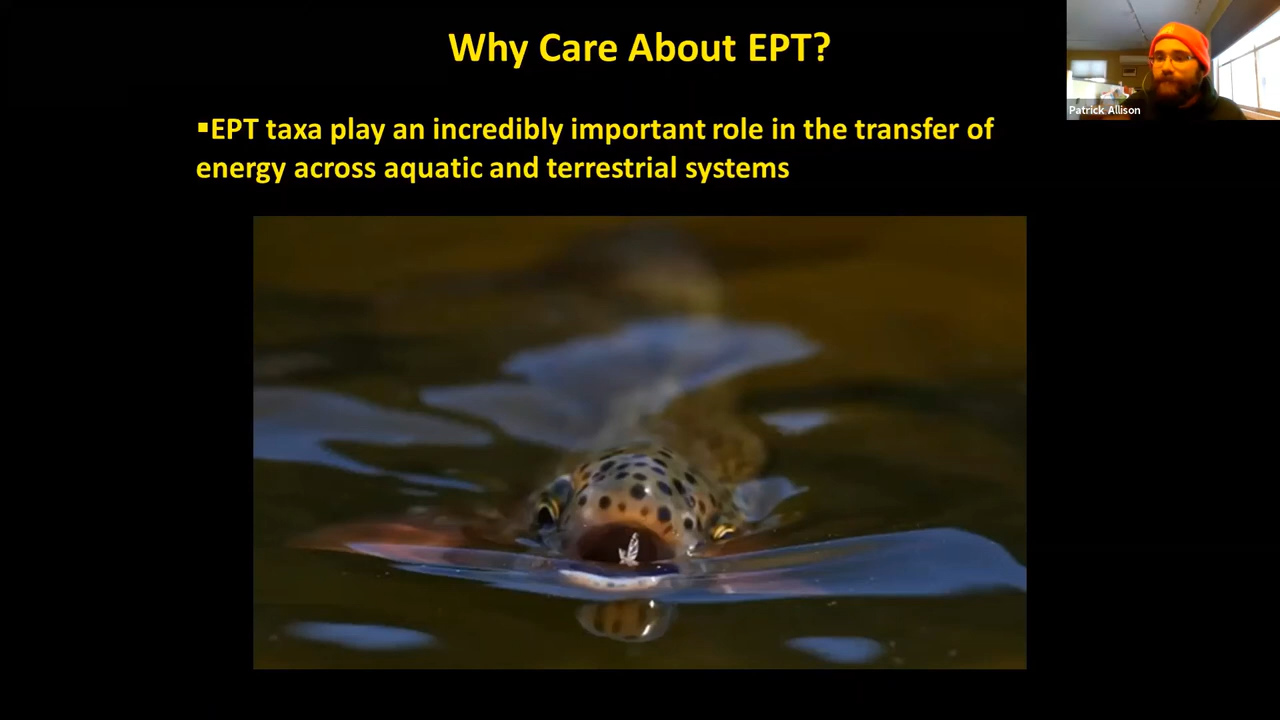 Why Care About EPT?
Patrick Allison
▪EPT taxa play an incredibly important role in the transfer of
energy across aquatic and terrestrial systems